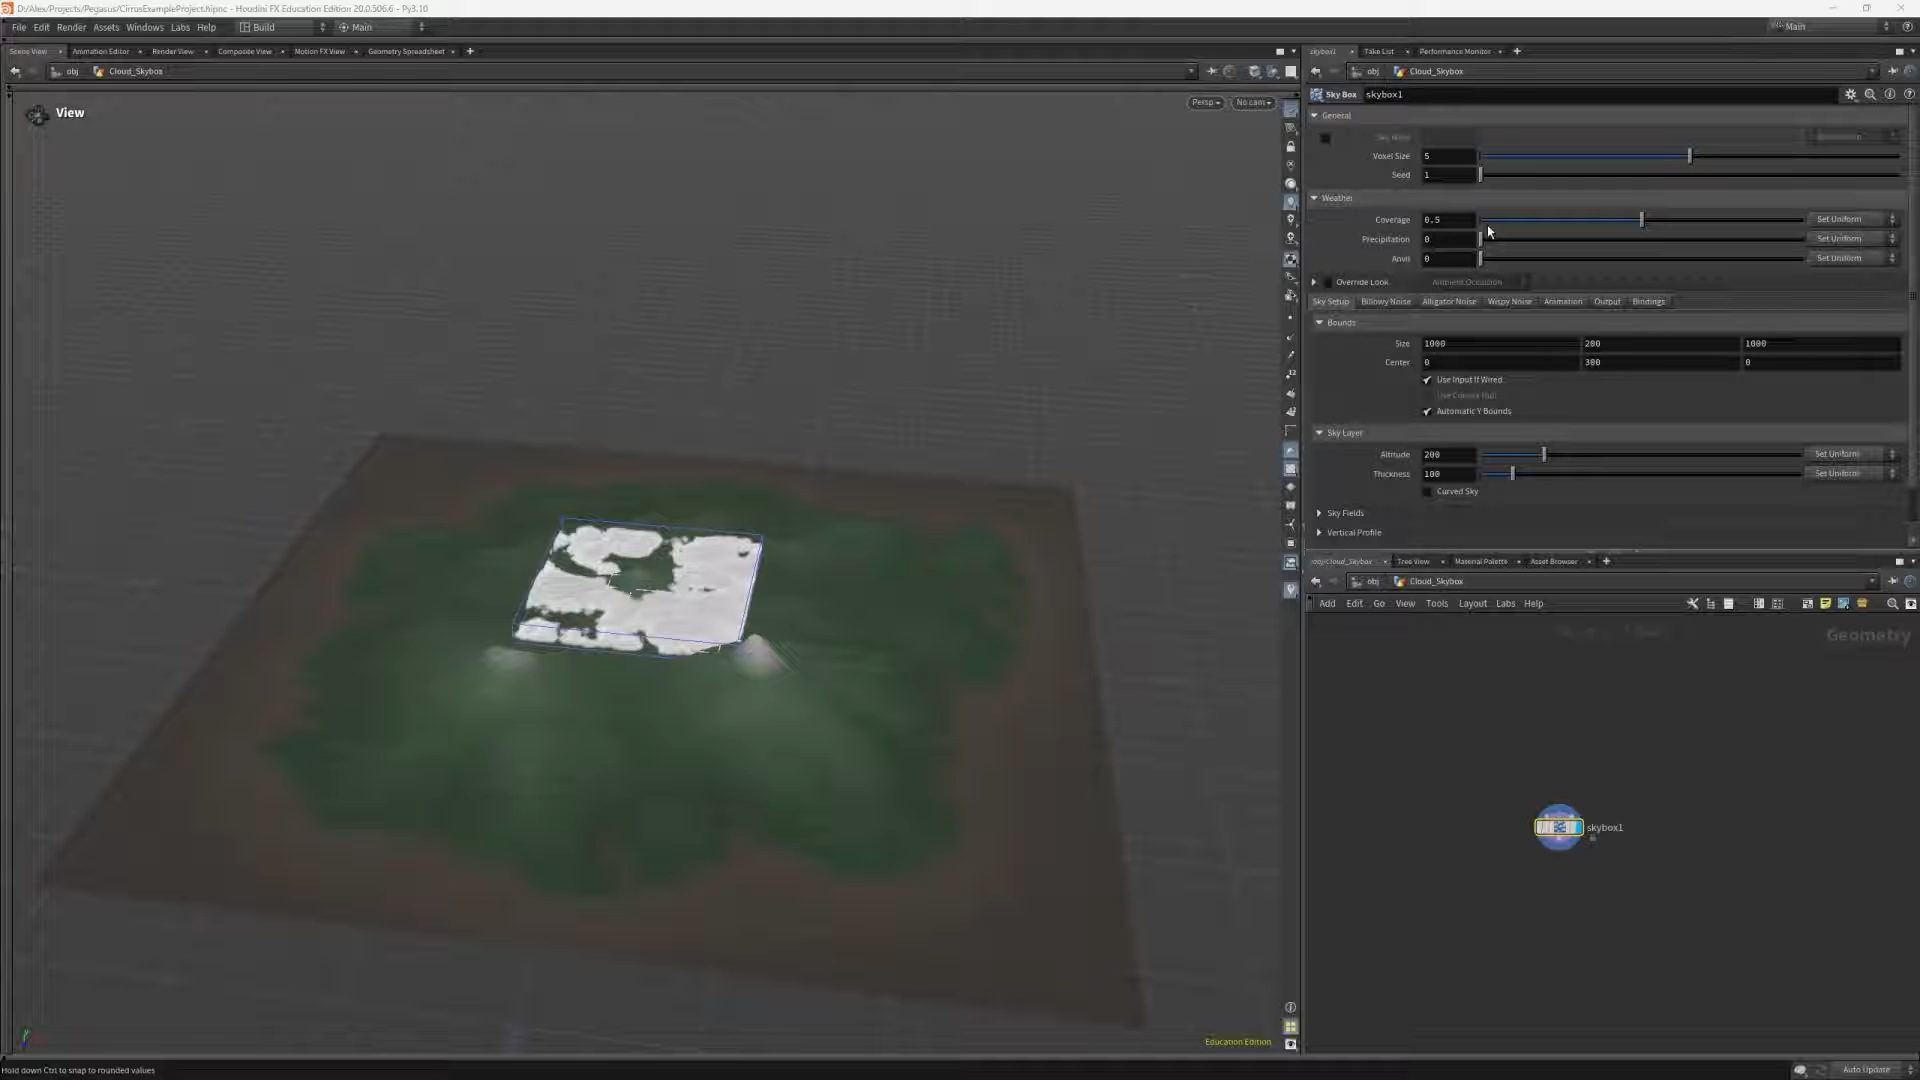 D:/Alex/Projects/Pegasus/CirrosExampleProject.hipnc - Houdini FX Education Edition 20.0.506.6 - Py3.10
File Edit Render Assets Windows Labs Help Build Main
Main
Scene View Animation Editor Render View Composite View Motion FX View Geometry Spreadsheet
obj Cloud_Skybox
View
Persp No cam
Education Edition
skybox1 Take List Performance Monitor
obj Cloud_Skybox
Sky Box skybox1
General
Voxel Size 5
Seed 1
Weather
Coverage 0.5 Set Uniform
Precipitation 0 Set Uniform
Anvil 0 Set Uniform
Override Look Ambient Occlusion
Sky Setup Billowy Noise Alligator Noise Wispy Noise Animation Output Bindings
Bounds
Size 1000 200 1000
Center 0 300 0
Use Input If Wired
Use Convex Hull
Automatic Y Bounds
Sky Layer
Altitude 200 Set Uniform
Thickness 100 Set Uniform
Curved Sky
Sky Fields
Vertical Profile
/obj/Cloud_Skybox Tree View Material Palette Asset Browser
obj Cloud_Skybox
Add Edit Go View Tools Layout Labs Help
Geometry
skybox1
Hold down Ctrl to snap to rounded values
Auto Update